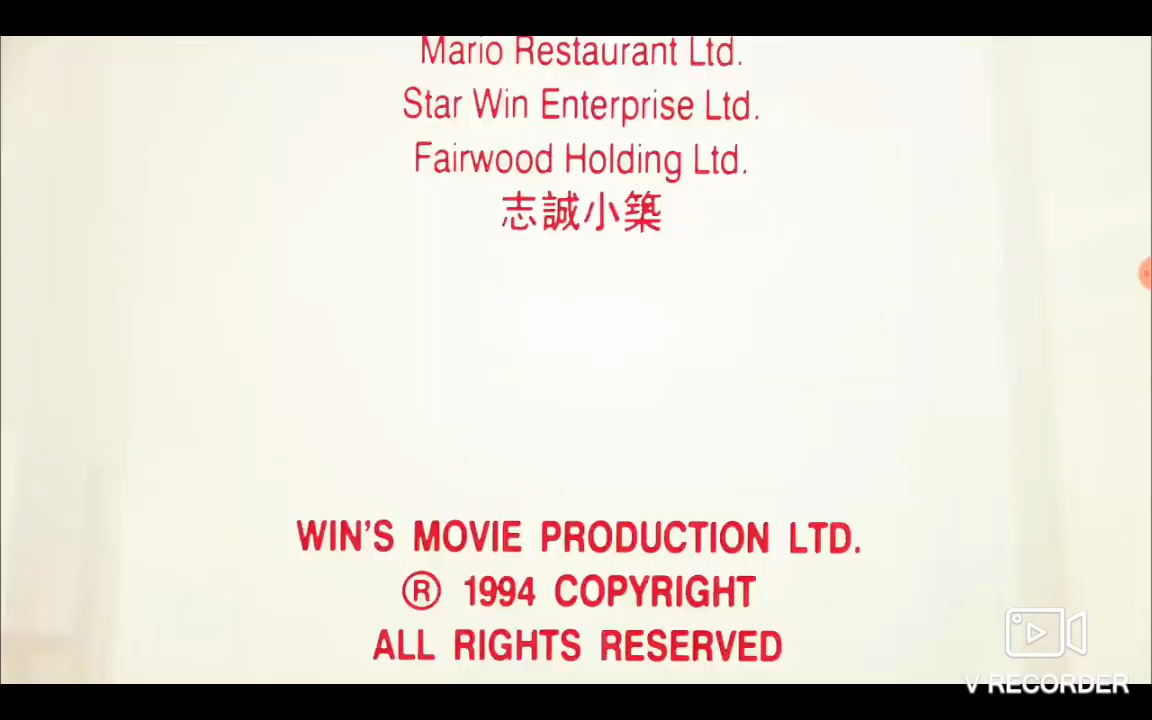 Mario Restaurant Ltd.
Star Win Enterprise Ltd.
Fairwood Holding Ltd.
志誠小築
WIN'S MOVIE PRODUCTION LTD.
® 1994 COPYRIGHT
ALL RIGHTS RESERVED
V RECORDER